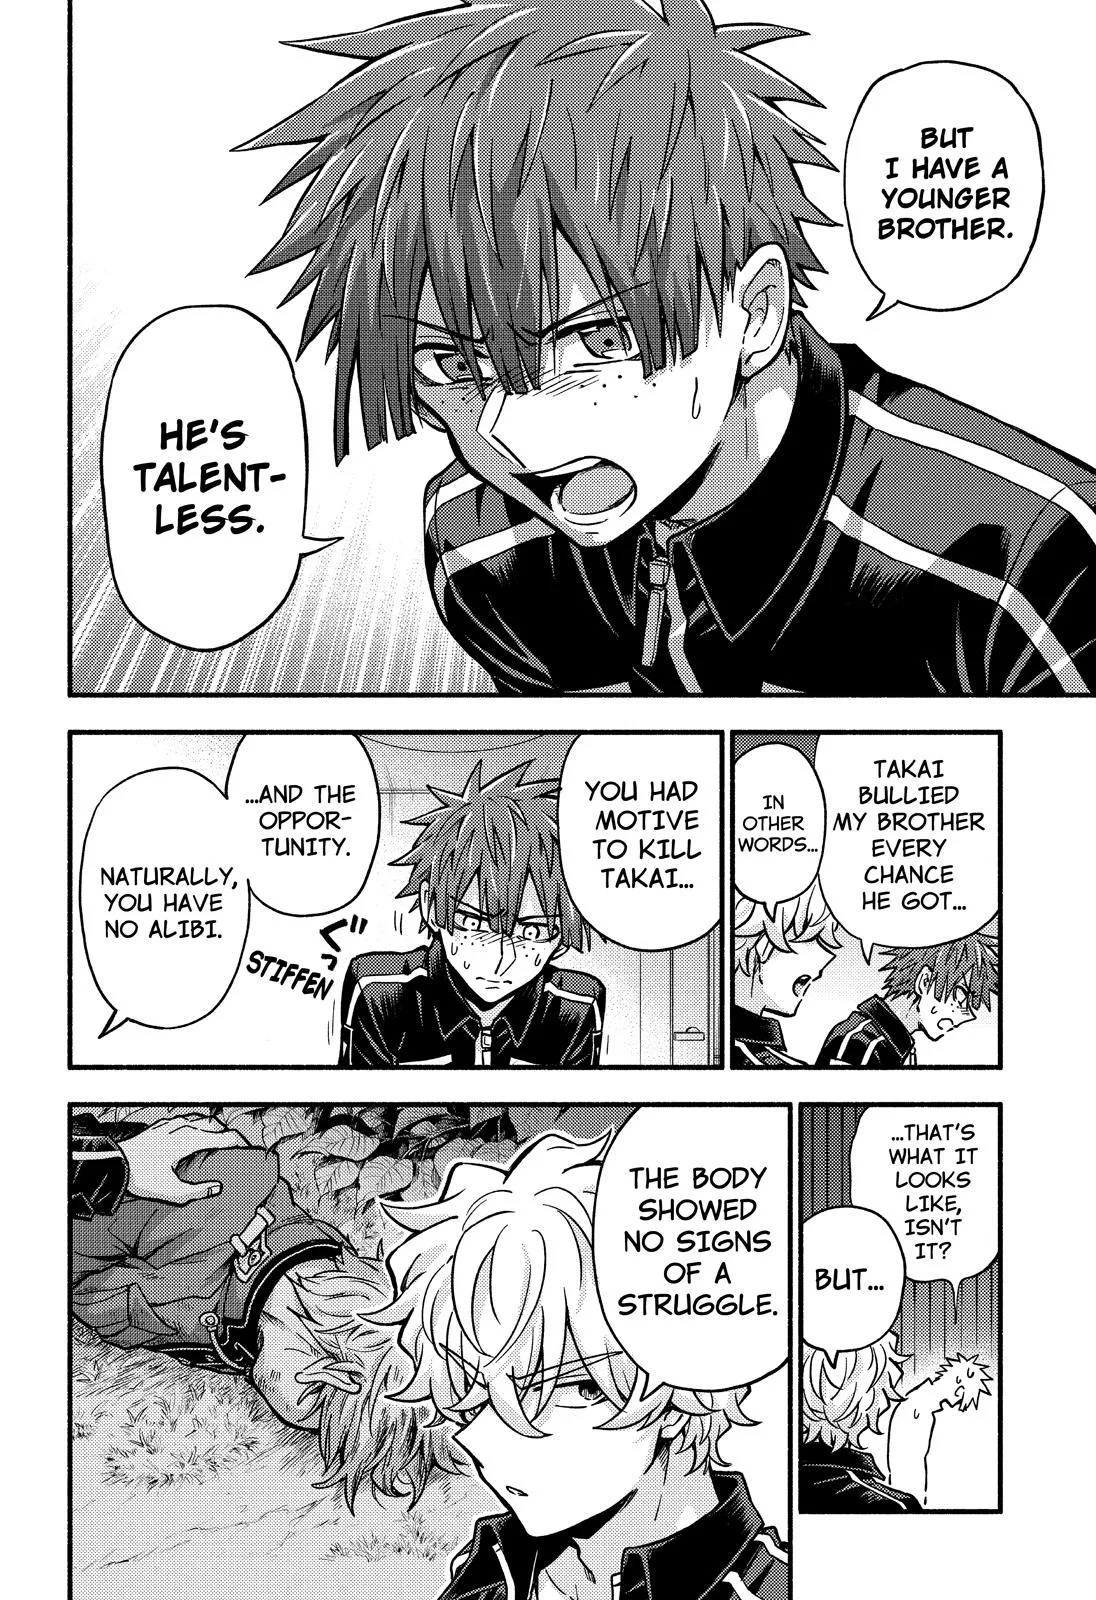 BUT
I HAVE A
YOUNGER
BROTHER.
HE'S
TALENT-
LESS.
TAKAI
BULLIED
MY BROTHER
EVERY
CHANCE
HE GOT...
IN
OTHER
WORDS...
YOU HAD
MOTIVE
TO KILL
TAKAI...
...AND THE
OPPOR-
TUNITY.
ぐっ
STIFFEN
NATURALLY,
YOU HAVE
NO ALIBI.
...THAT'S
WHAT IT
LOOKS
LIKE,
ISN'T
IT?
BUT...
THE BODY
SHOWED
NO SIGNS
OF A
STRUGGLE.